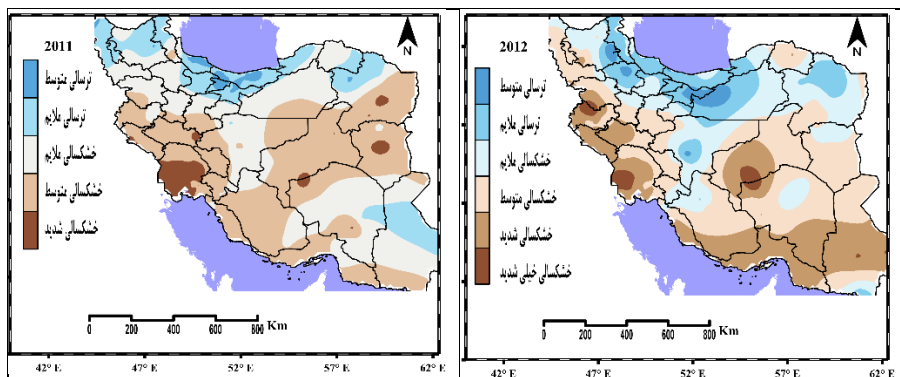 2011
N
ترسالی متوسط
ترسالی ملایم
خشکسالی ملایم
خشکسالی متوسط
خشکسالی شدید
0 200 400 600 800 Km
42° E 47° E 52° E 57° E 62° E
2012
N
ترسالی متوسط
ترسالی ملایم
خشکسالی ملایم
خشکسالی متوسط
خشکسالی شدید
خشکسالی خیلی شدید
0 200 400 600 800 Km
42° E 47° E 52° E 57° E 62° E